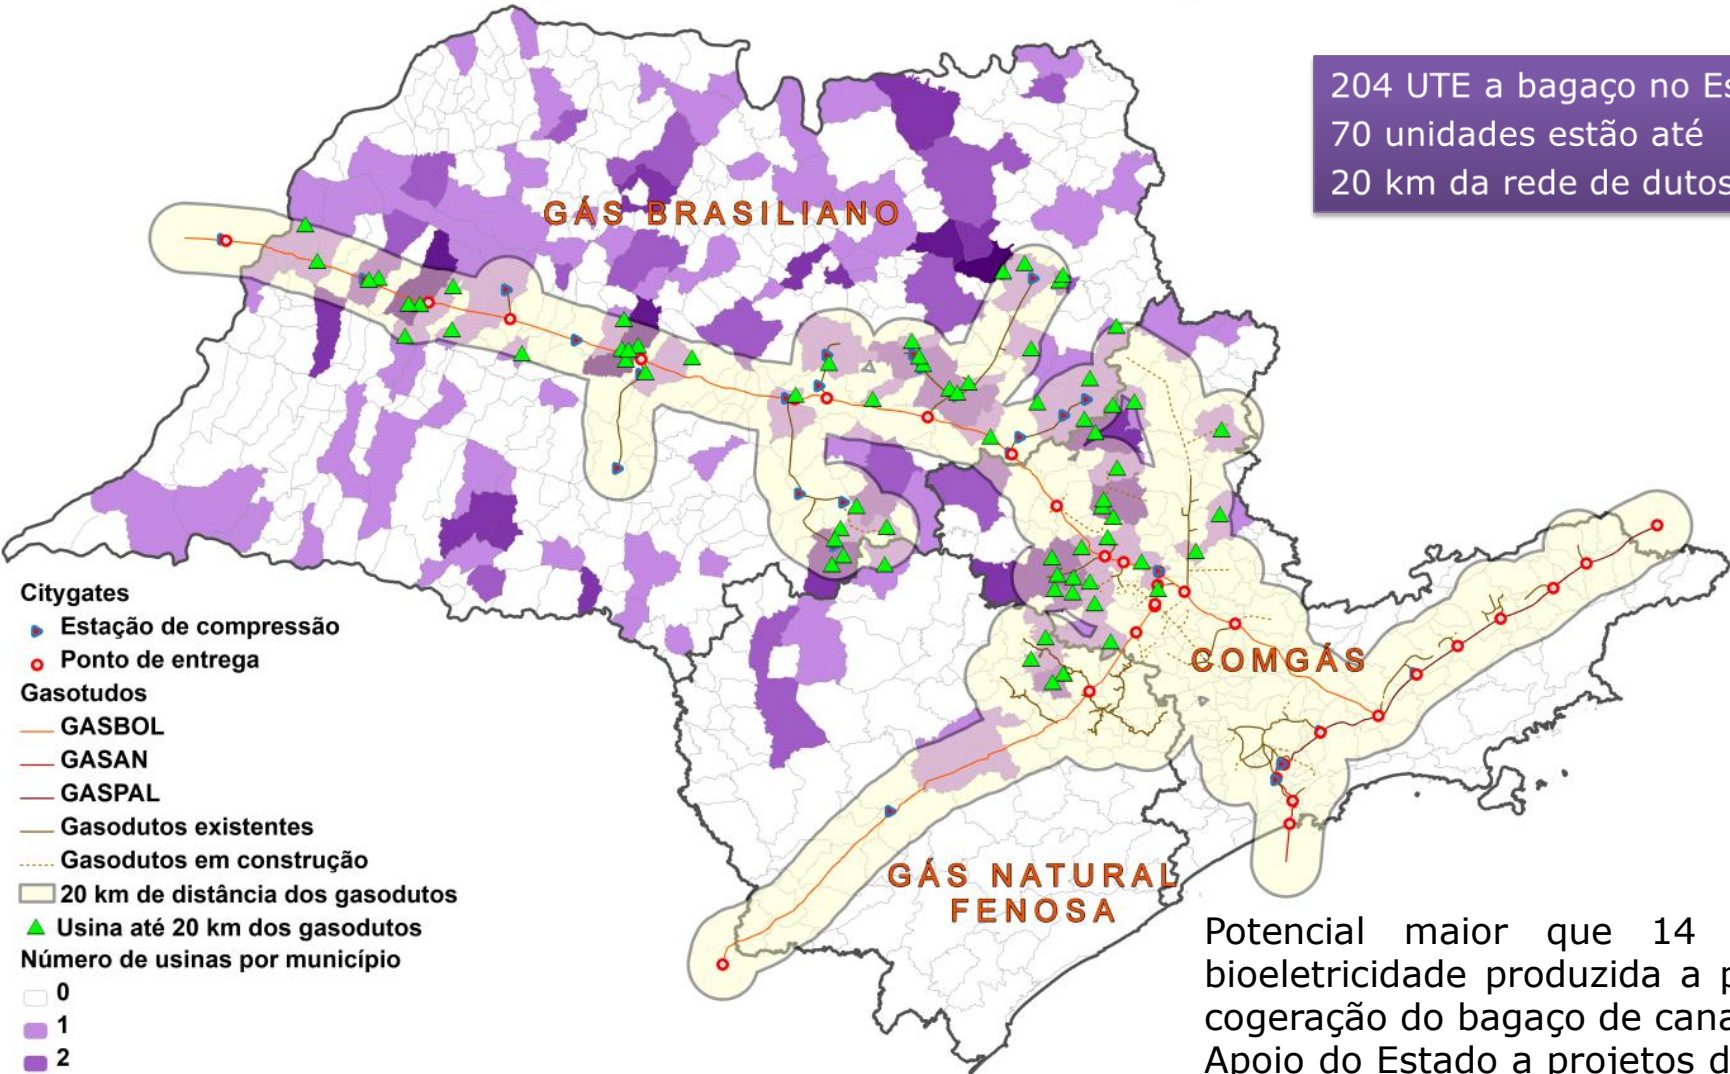 204 UTE a bagaço no Es
70 unidades estão até
20 km da rede de dutos
GÁS BRASILIANO
COMGÁS
GÁS NATURAL
FENOSA
Citygates
Estação de compressão
Ponto de entrega
Gasotudos
GASBOL
GASAN
GASPAL
Gasodutos existentes
Gasodutos em construção
20 km de distância dos gasodutos
Usina até 20 km dos gasodutos
Número de usinas por município
0
1
2
Potencial maior que 14
bioeletricidade produzida a p
cogeração do bagaço de cana
Apoio do Estado a projetos d